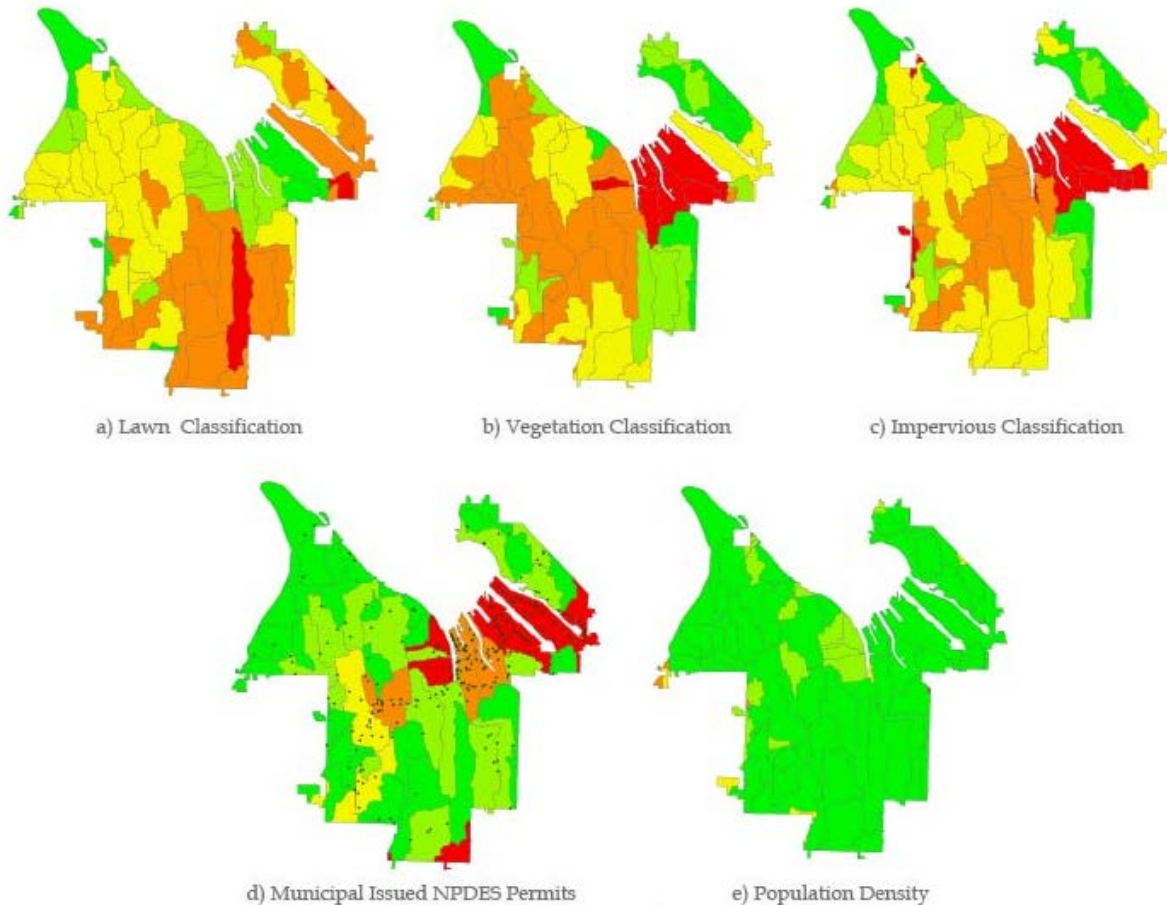 a) Lawn Classification
b) Vegetation Classification
c) Impervious Classification
d) Municipal Issued NPDES Permits
e) Population Density